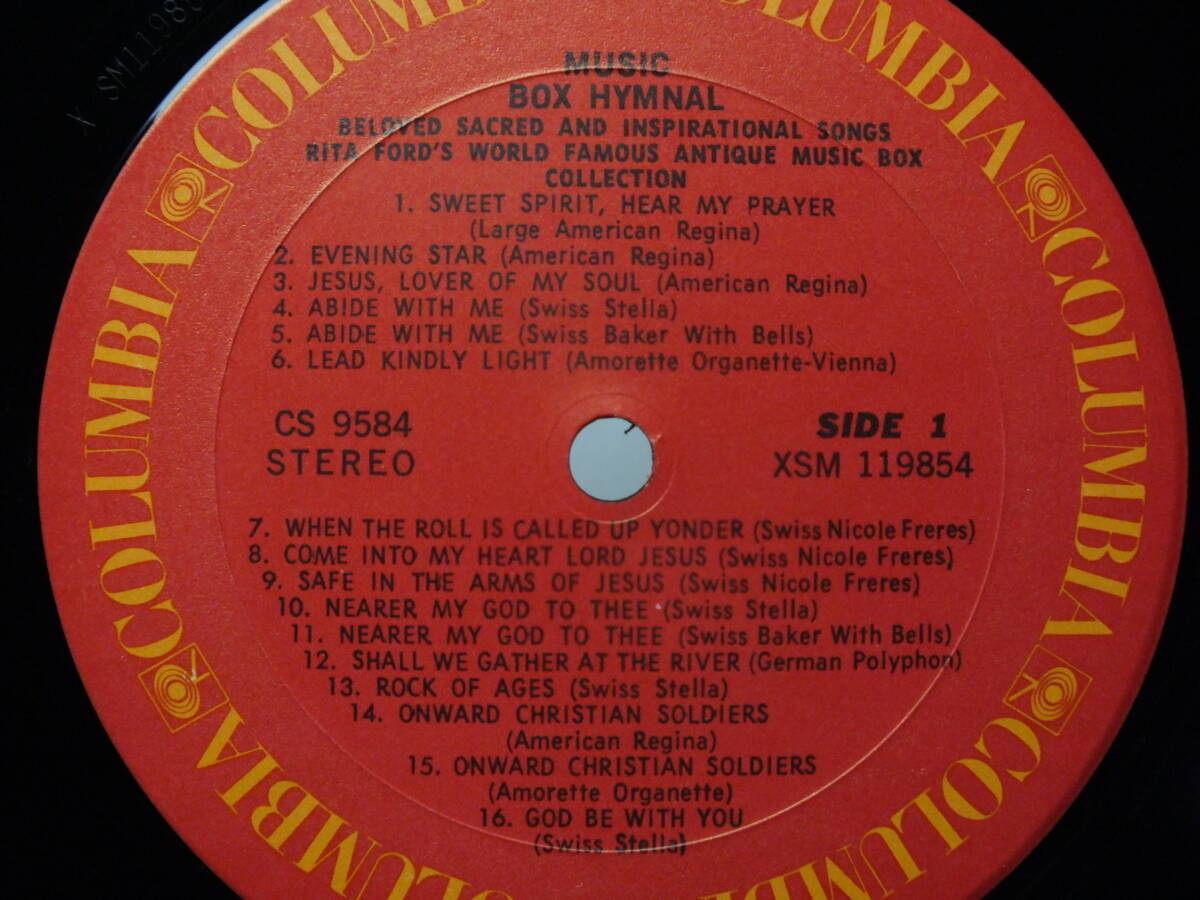 COLUMBIA
COLUMBIA
COLUMBIA
COLUMBIA
COLUMBIA
COLUMBIA
MUSIC
BOX HYMNAL
BELOVED SACRED AND INSPIRATIONAL SONGS
RITA FORD'S WORLD FAMOUS ANTIQUE MUSIC BOX
COLLECTION
1. SWEET SPIRIT, HEAR MY PRAYER
(Large American Regina)
2. EVENING STAR (American Regina)
3. JESUS, LOVER OF MY SOUL (American Regina)
4. ABIDE WITH ME (Swiss Stella)
5. ABIDE WITH ME (Swiss Baker With Bells)
6. LEAD KINDLY LIGHT (Amorette Organette-Vienna)
CS 9584
STEREO
SIDE 1
XSM 119854
7. WHEN THE ROLL IS CALLED UP YONDER (Swiss Nicole Freres)
8. COME INTO MY HEART LORD JESUS (Swiss Nicole Freres)
9. SAFE IN THE ARMS OF JESUS (Swiss Nicole Freres)
10. NEARER MY GOD TO THEE (Swiss Stella)
11. NEARER MY GOD TO THEE (Swiss Baker With Bells)
12. SHALL WE GATHER AT THE RIVER (German Polyphon)
13. ROCK OF AGES (Swiss Stella)
14. ONWARD CHRISTIAN SOLDIERS
(American Regina)
15. ONWARD CHRISTIAN SOLDIERS
(Amorette Organette)
16. GOD BE WITH YOU
(Swiss Stella)